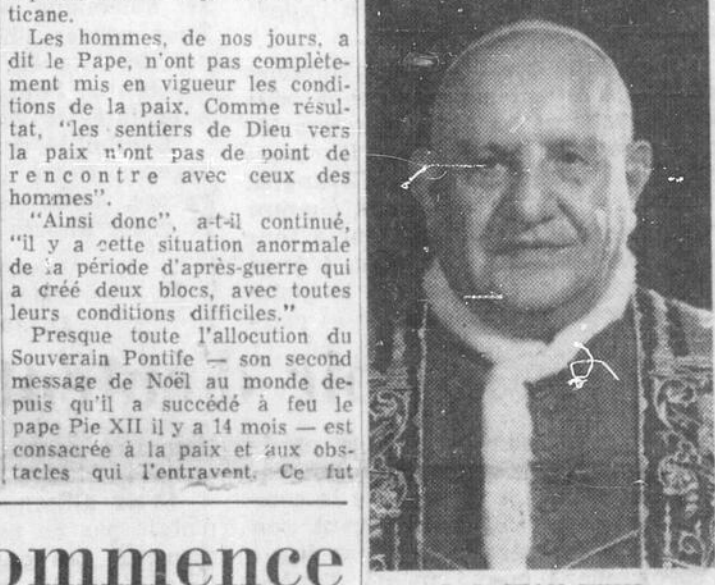 ticane.
Les hommes, de nos jours, a
dit le Pape, n'ont pas complète-
ment mis en vigueur les condi-
tions de la paix. Comme résul-
tat, "les sentiers de Dieu vers
la paix n'ont pas de point de
rencontre avec ceux des
hommes".
"Ainsi donc", a-t-il continué,
"il y a cette situation anormale
de la période d'après-guerre qui
a créé deux blocs, avec toutes
leurs conditions difficiles."
Presque toute l'allocution du
Souverain Pontife — son second
message de Noël au monde de-
puis qu'il a succédé à feu le
pape Pie XII il y a 14 mois — est
consacrée à la paix et aux obs-
tacles qui l'entravent. Ce fut
ommence